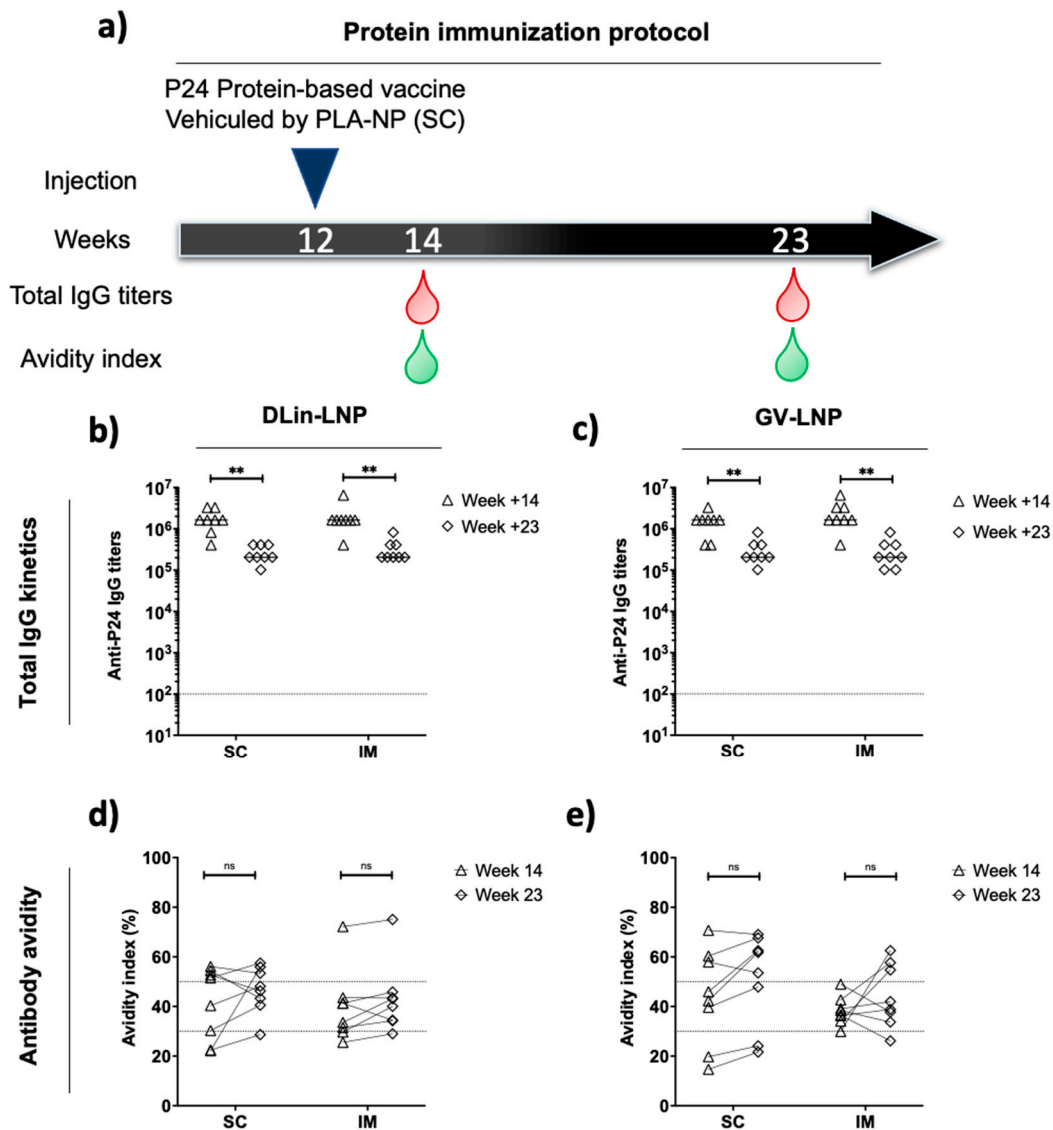 a)
Protein immunization protocol
P24 Protein-based vaccine
Vehiculed by PLA-NP (SC)
Injection
Weeks
12 14 23
Total IgG titers
Avidity index
b)
DLin-LNP
c)
GV-LNP
Total IgG kinetics
Anti-P24 IgG titers
10⁷
10⁶
10⁵
10⁴
10³
10²
10¹
** **
SC IM
Week +14
Week +23
Anti-P24 IgG titers
10⁷
10⁶
10⁵
10⁴
10³
10²
10¹
** **
SC IM
Week +14
Week +23
d)
e)
Antibody avidity
Avidity index (%)
100
80
60
40
20
0
ns ns
SC IM
Week 14
Week 23
Avidity index (%)
100
80
60
40
20
0
ns ns
SC IM
Week 14
Week 23